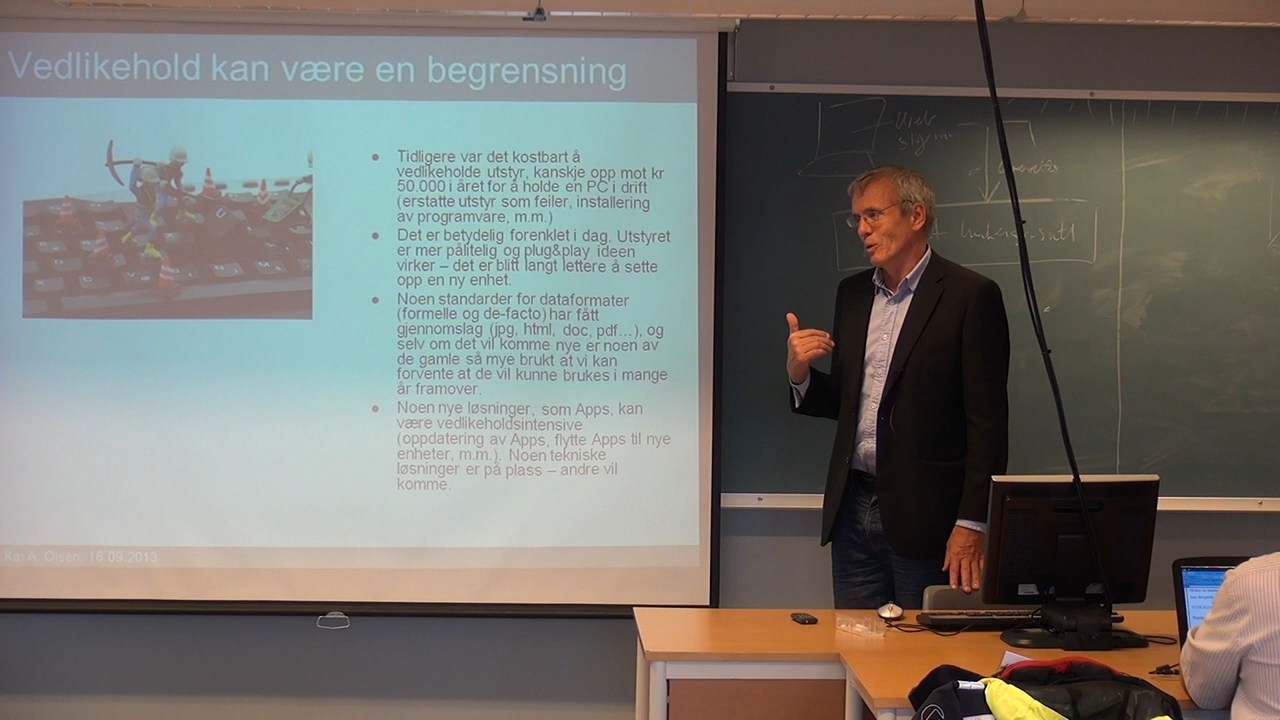 Vedlikehold kan være en begrensning
Tidligere var det kostbart å
vedlikeholde utstyr, kanskje opp mot kr
50.000 i året for å holde en PC i drift
(erstatte utstyr som feiler, installering
av programvare, m.m.)
Det er betydelig forenklet i dag. Utstyret
er mer pålitelig og plug&play ideen
virker – det er blitt langt lettere å sette
opp en ny enhet.
Noen standarder for dataformater
(formelle og de-facto) har fått
gjennomslag (jpg, html, doc, pdf…), og
selv om det vil komme nye er noen av
de gamle så mye brukt at vi kan
forvente at de vil kunne brukes i mange
år framover.
Noen nye løsninger, som Apps, kan
være vedlikeholdsintensive
(oppdatering av Apps, flytte Apps til nye
enheter, m.m.). Noen tekniske
løsninger er på plass – andre vil
komme.
Kai A. Olsen, 16.09.2013